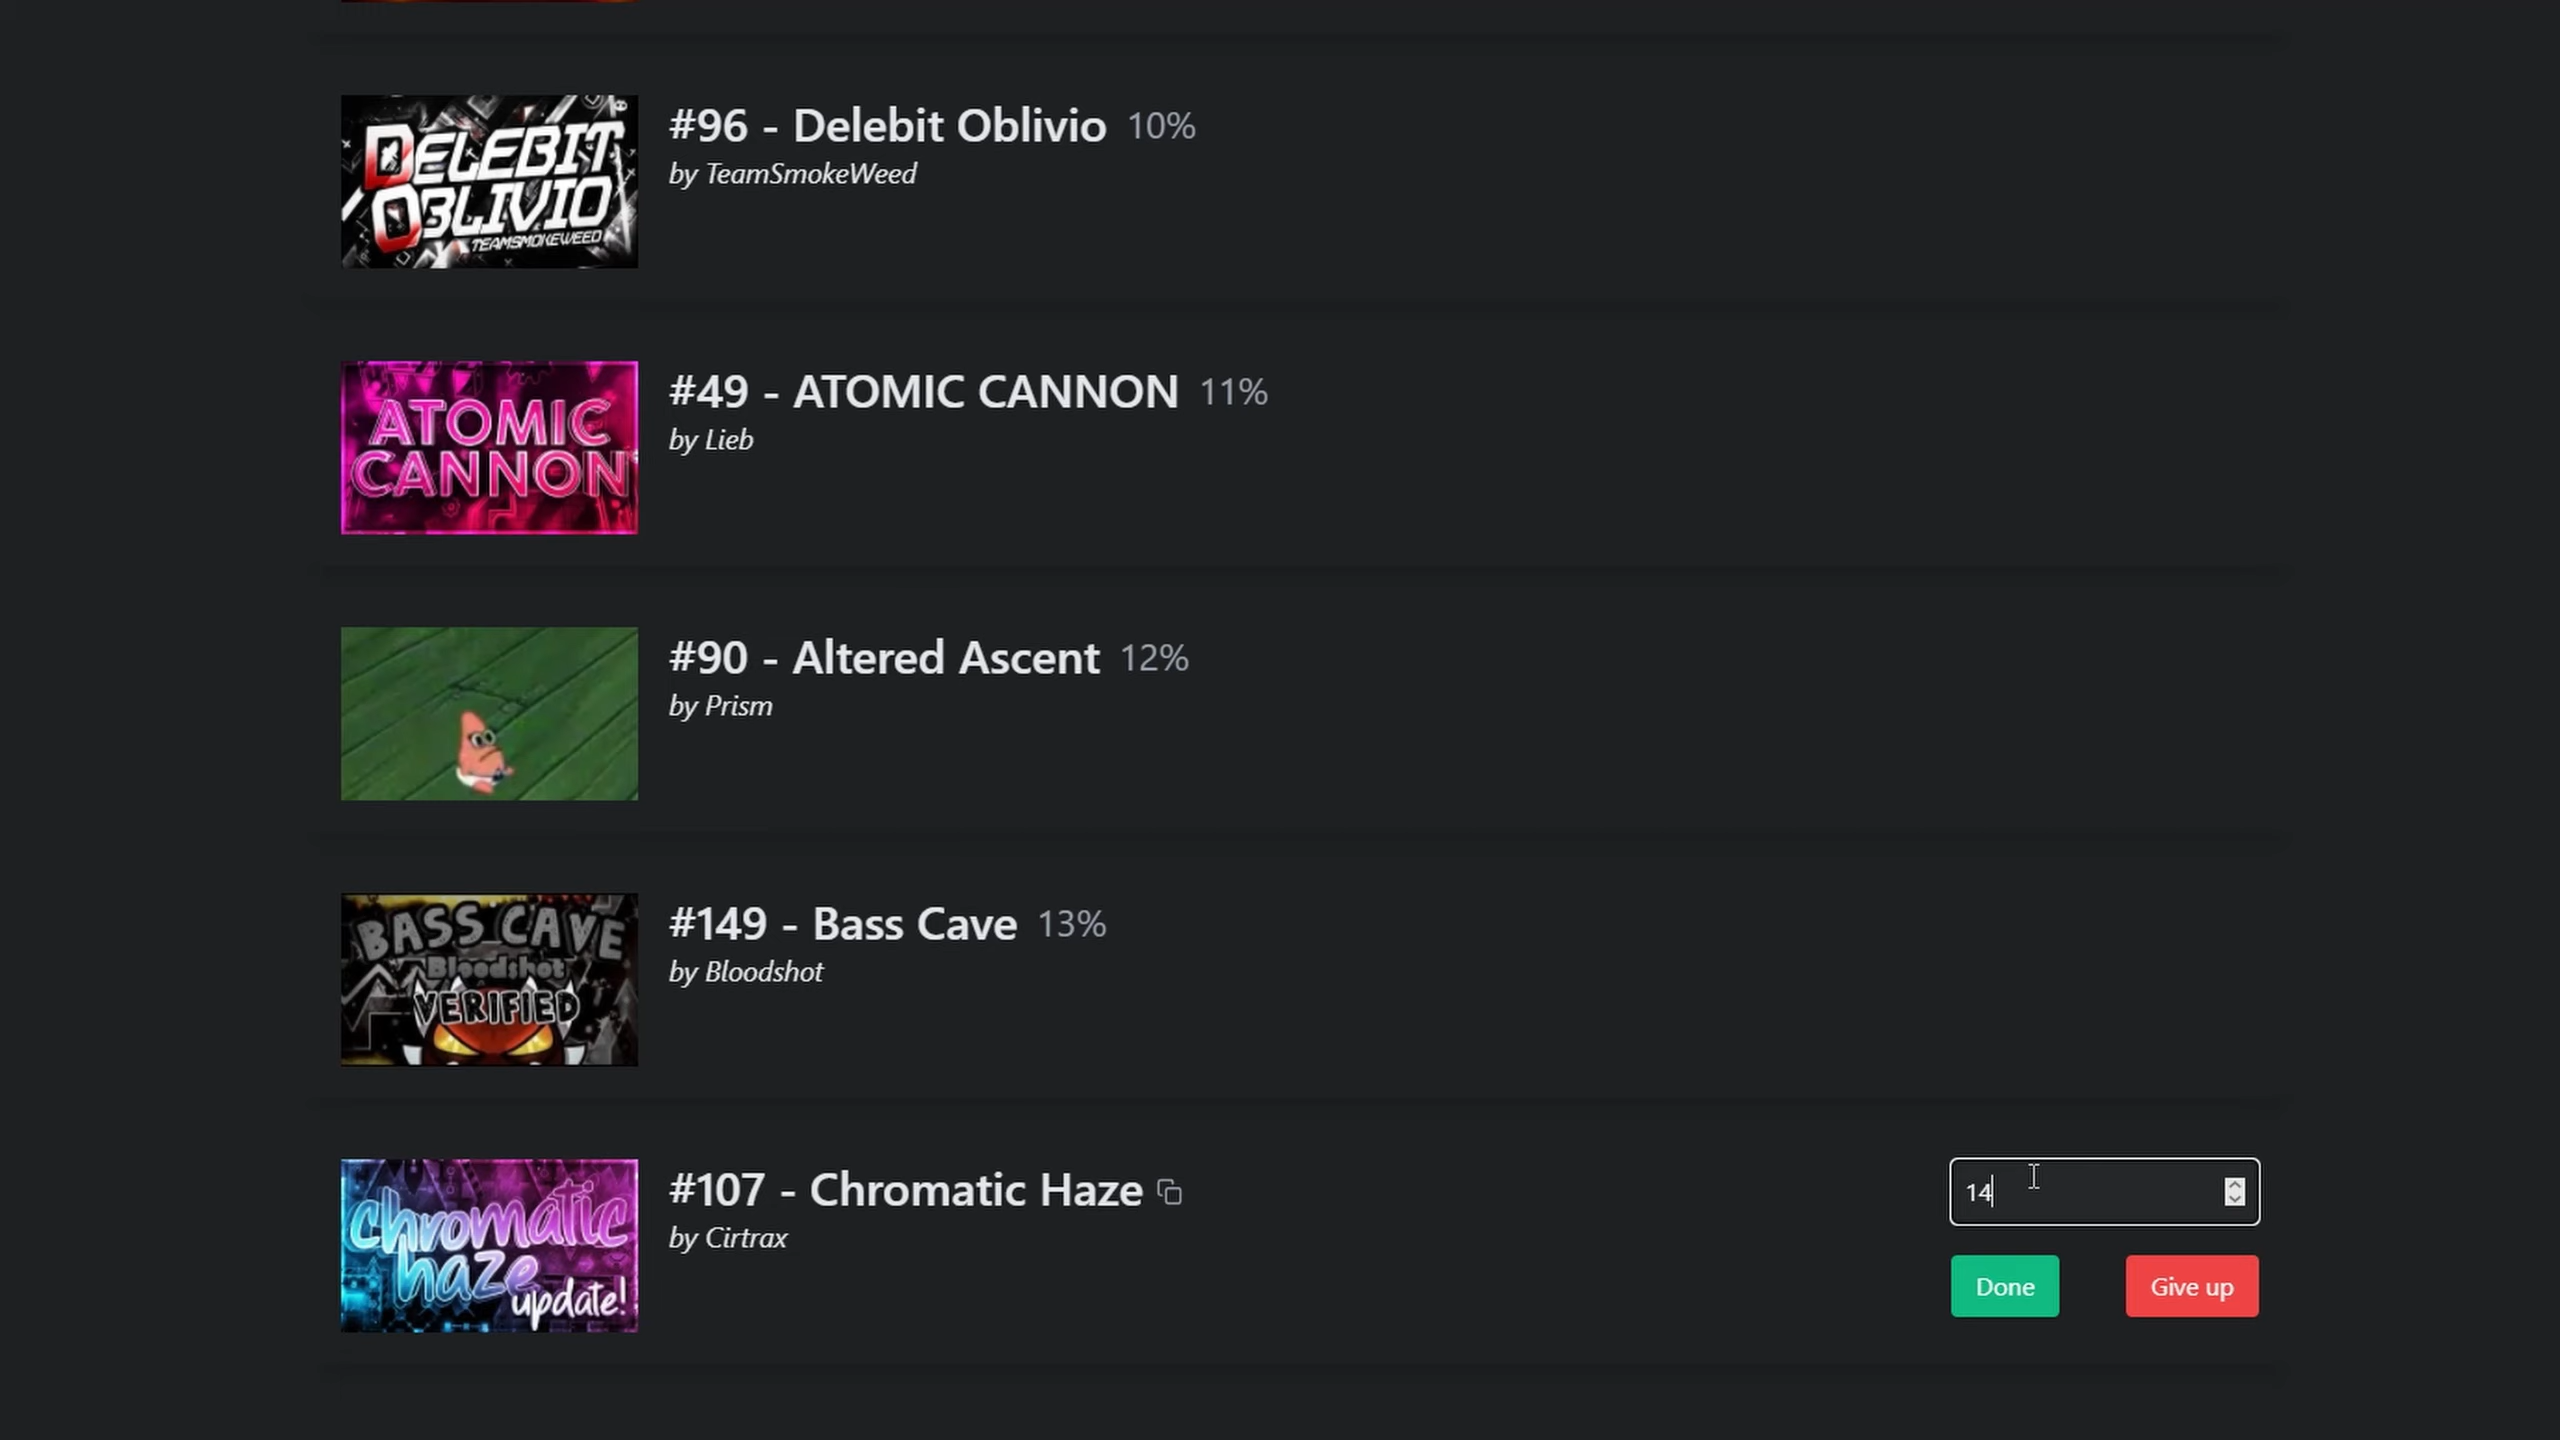 DELEBIT
OBLIVIO
TEAMSMOKEWEED
#96 - Delebit Oblivio 10%
by TeamSmokeWeed
ATOMIC
CANNON
#49 - ATOMIC CANNON 11%
by Lieb
#90 - Altered Ascent 12%
by Prism
BASS CAVE
Bloodshot
VERIFIED
#149 - Bass Cave 13%
by Bloodshot
chromatic
haze
update!
#107 - Chromatic Haze
by Cirtrax
14
Done
Give up